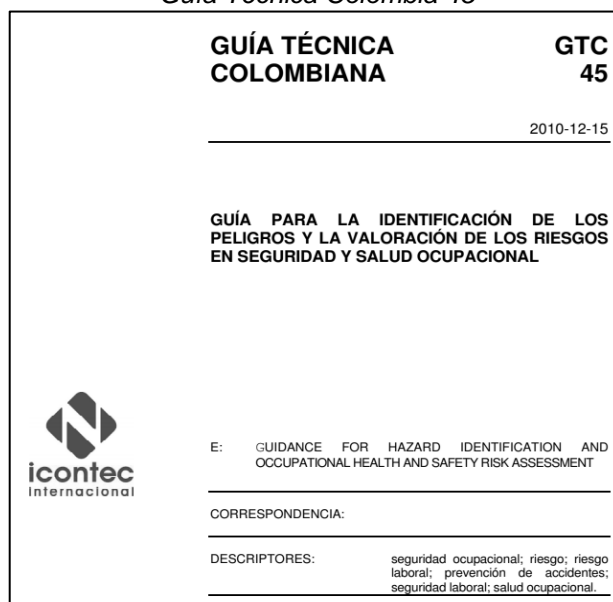 Guía Técnica Colombia 45
GUÍA TÉCNICA GTC
COLOMBIANA 45
2010-12-15
GUÍA PARA LA IDENTIFICACIÓN DE LOS
PELIGROS Y LA VALORACIÓN DE LOS RIESGOS
EN SEGURIDAD Y SALUD OCUPACIONAL
icontec
internacional
E: GUIDANCE FOR HAZARD IDENTIFICATION AND
OCCUPATIONAL HEALTH AND SAFETY RISK ASSESSMENT
CORRESPONDENCIA:
DESCRIPTORES: seguridad ocupacional; riesgo; riesgo
laboral; prevención de accidentes;
seguridad laboral; salud ocupacional.